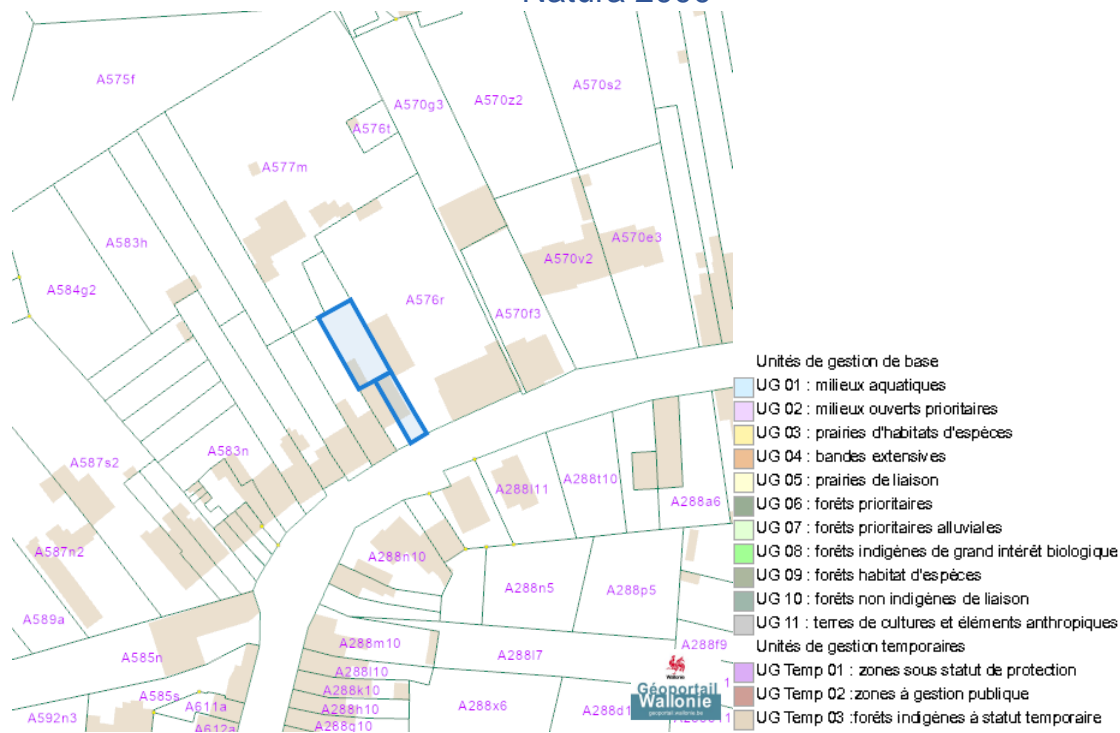 Natura 2000
A575f
A570g3
A570z2
A570s2
A576t
A577m
A583h
A570e3
A570v2
A584g2
A576r
A570f3
A583n
A587s2
A288l11
A288t10
A288a6
A587n2
A288n10
A288n5
A288p5
A589a
A288m10
A288l7
A288f9
A585n
A288l10
A288k10
A288h10
A288g10
A585s
A611a
A592n3
A612a
A288x6
A288d1
Wallonie
Géoportail
Wallonie
geoportail.wallonie.be
Unités de gestion de base
UG 01 : milieux aquatiques
UG 02 : milieux ouverts prioritaires
UG 03 : prairies d'habitats d'espèces
UG 04 : bandes extensives
UG 05 : prairies de liaison
UG 06 : forêts prioritaires
UG 07 : forêts prioritaires alluviales
UG 08 : forêts indigènes de grand intérêt biologique
UG 09 : forêts habitat d'espèces
UG 10 : forêts non indigènes de liaison
UG 11 : terres de cultures et éléments anthropiques
Unités de gestion temporaires
UG Temp 01 : zones sous statut de protection
UG Temp 02 :zones à gestion publique
UG Temp 03 :forêts indigènes à statut temporaire